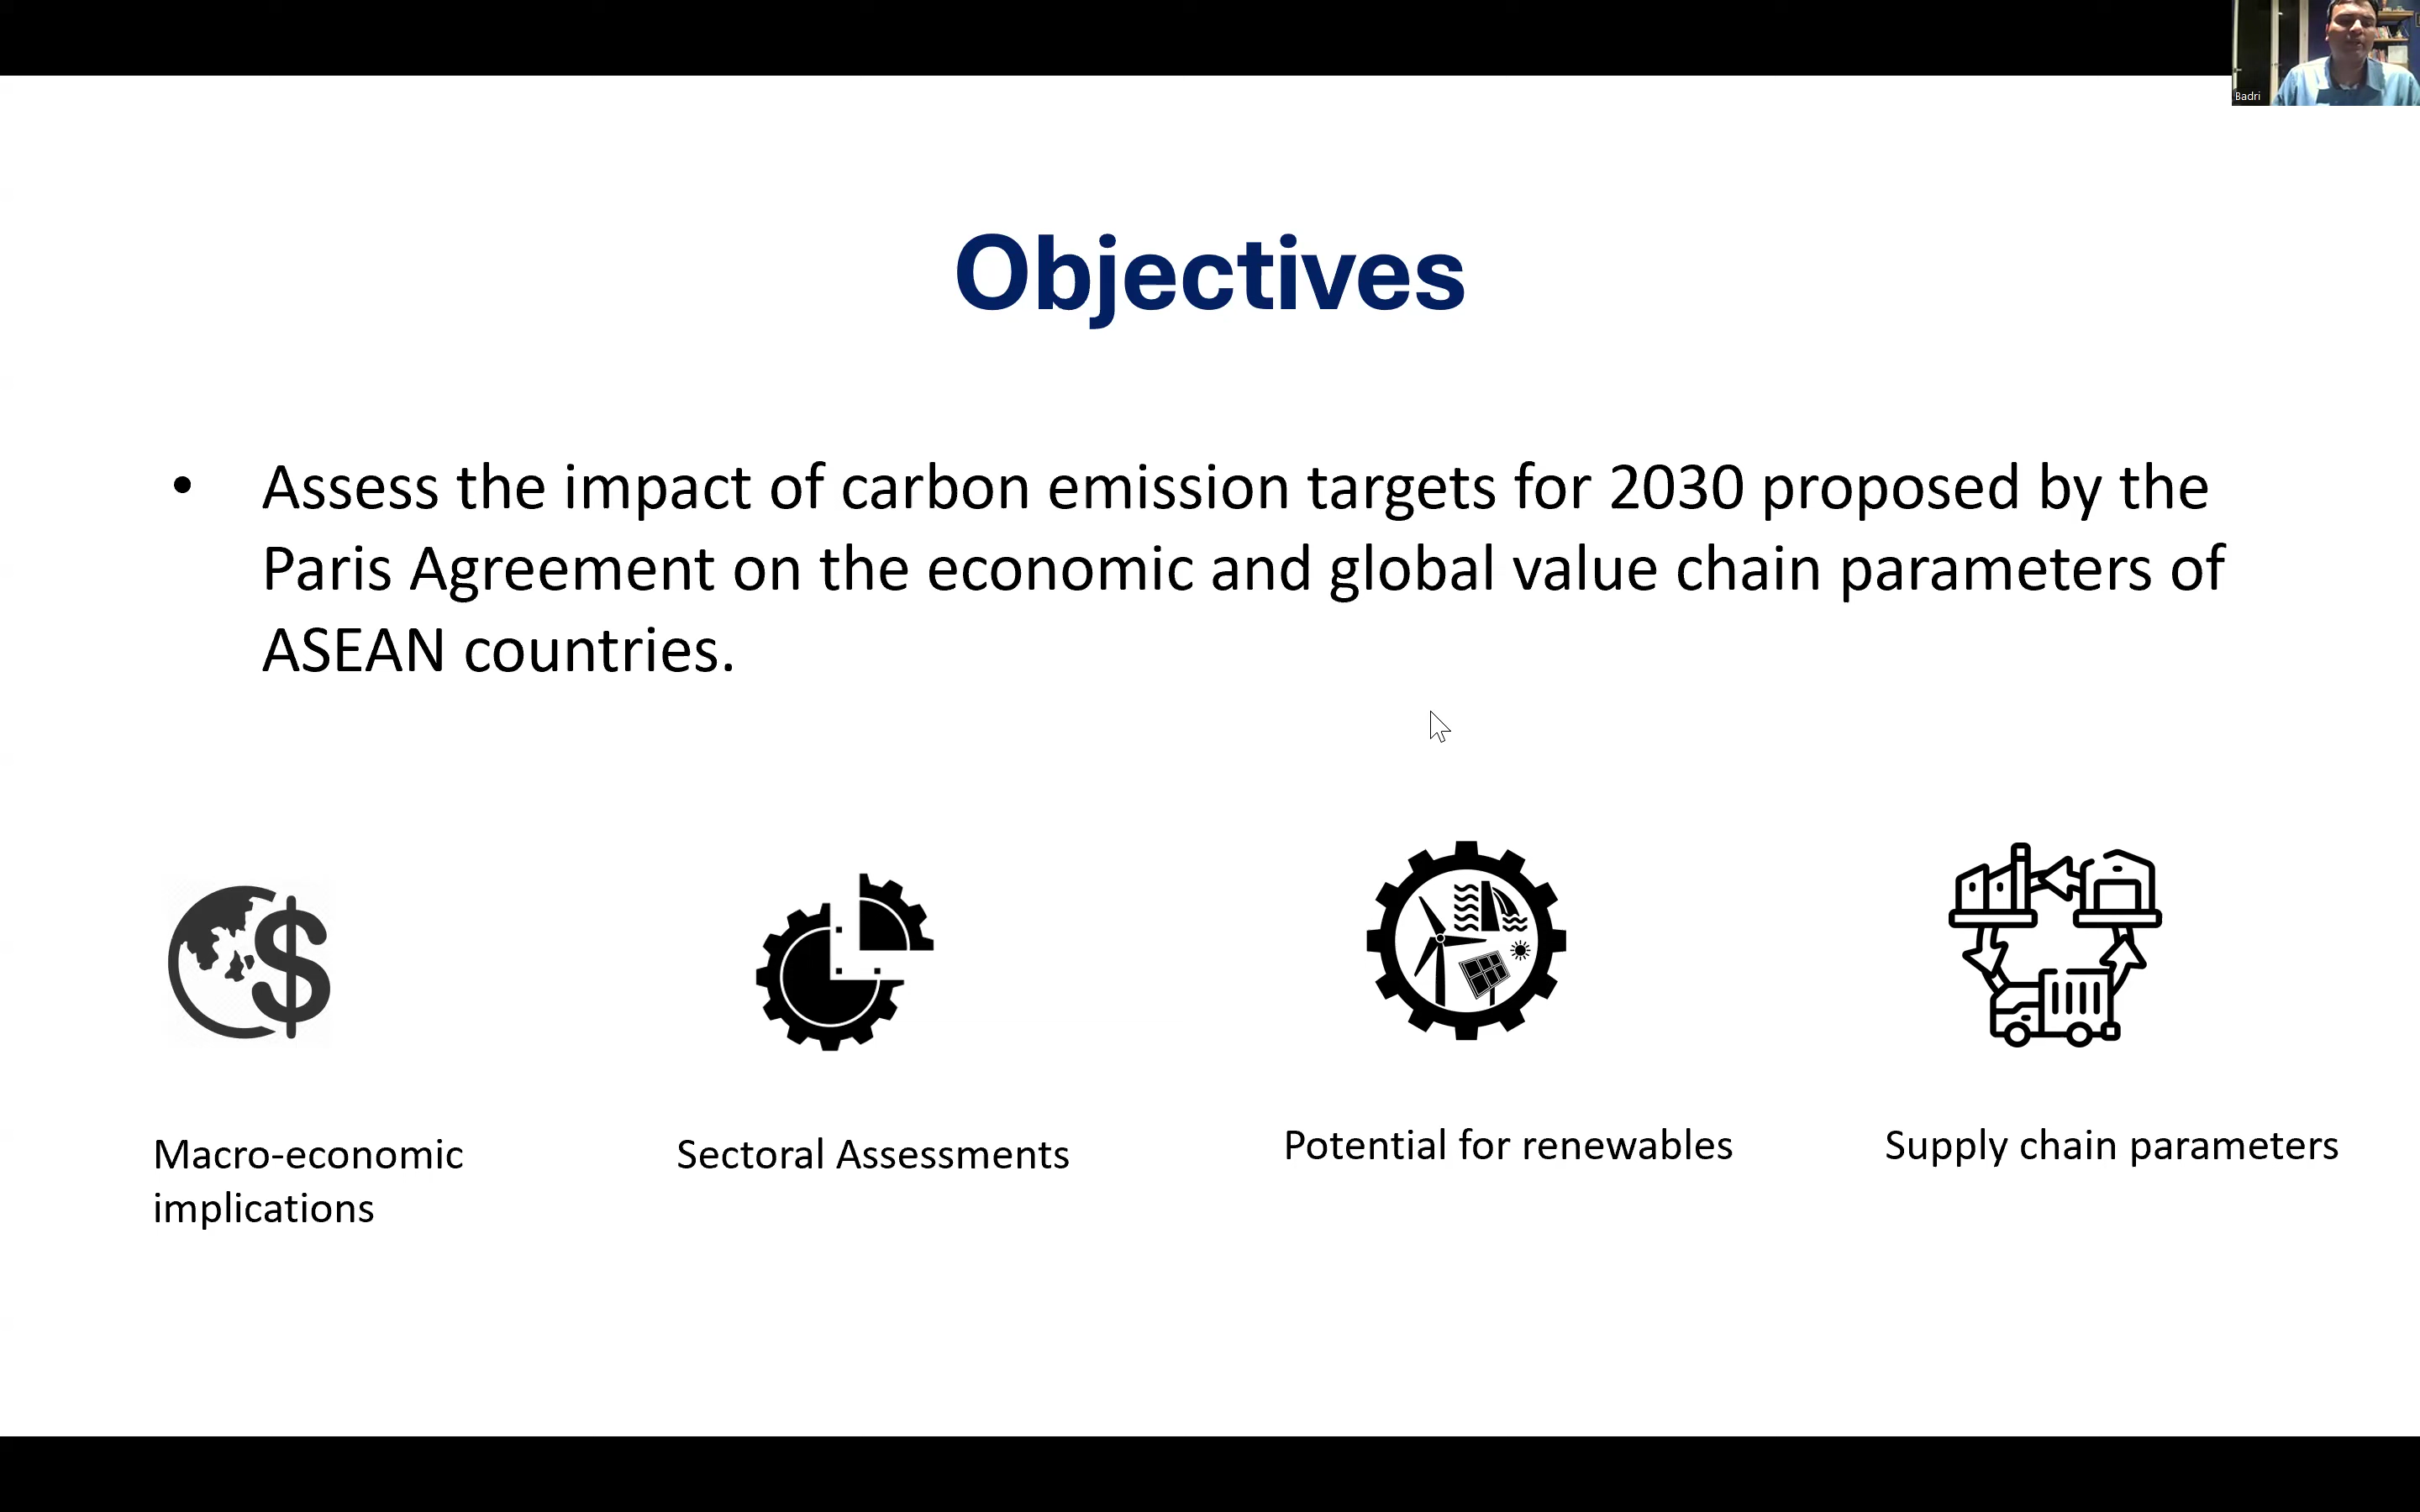 Badri
Objectives
• Assess the impact of carbon emission targets for 2030 proposed by the
Paris Agreement on the economic and global value chain parameters of
ASEAN countries.
Macro-economic
implications
Sectoral Assessments
Potential for renewables
Supply chain parameters